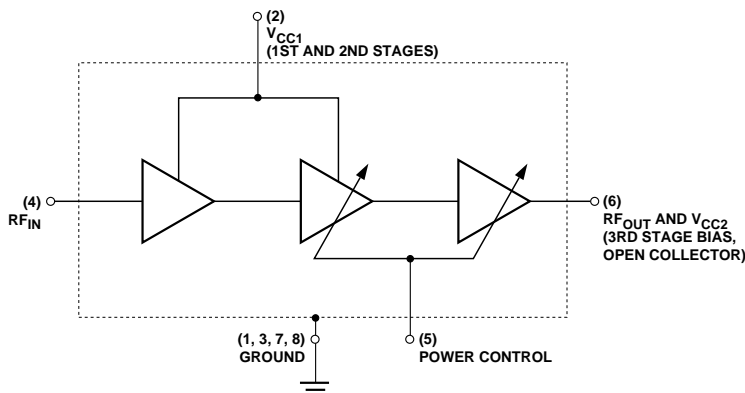 (2)
VCC1
(1ST AND 2ND STAGES)
(4)
RFIN
(6)
RFOUT AND VCC2
(3RD STAGE BIAS,
OPEN COLLECTOR)
(1, 3, 7, 8)
GROUND
(5)
POWER CONTROL